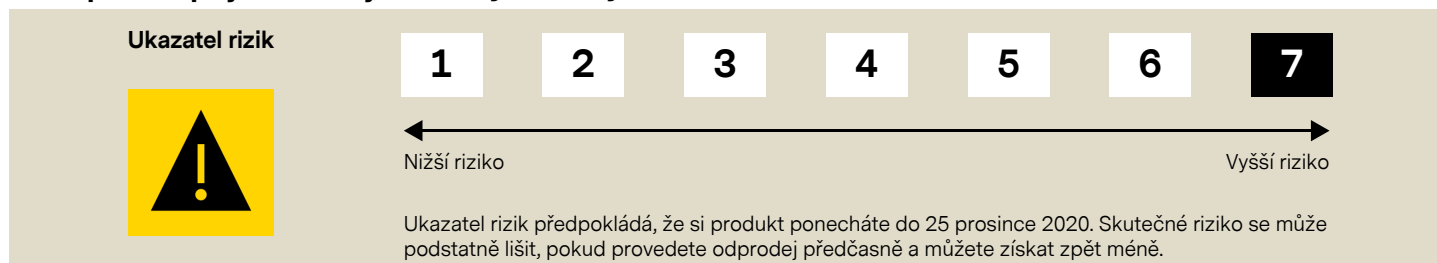 Ukazatel rizik
1 2 3 4 5 6 7
Nižší riziko Vyšší riziko
Ukazatel rizik předpokládá, že si produkt ponecháte do 25 prosince 2020. Skutečné riziko se může
podstatně lišit, pokud provedete odprodej předčasně a můžete získat zpět méně.